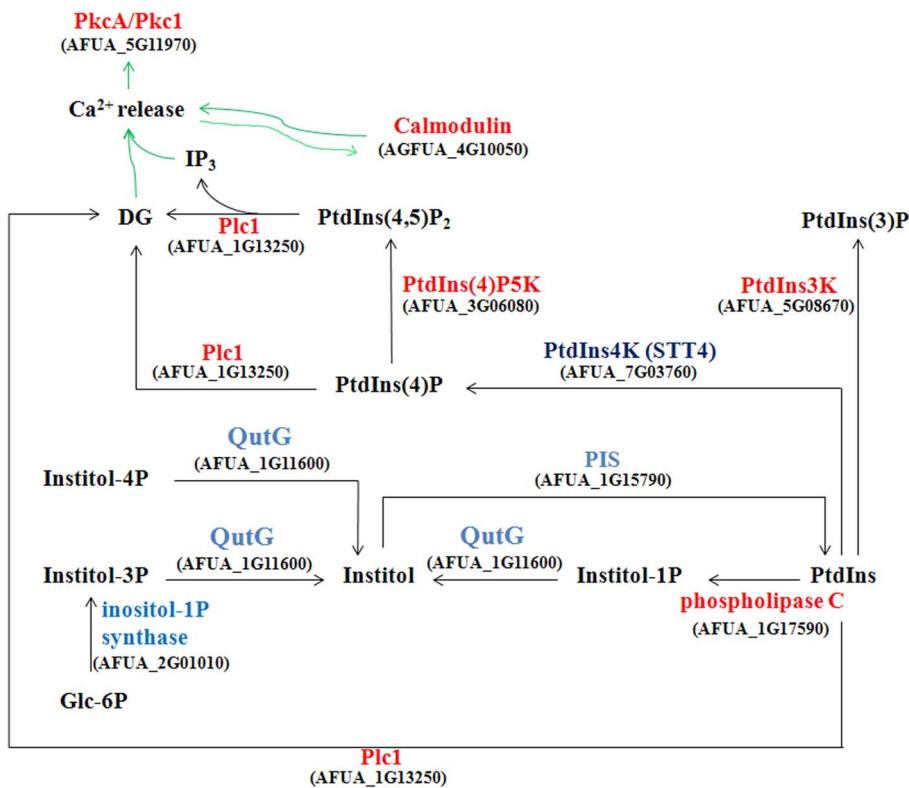 PkcA/Pkc1
(AFUA_5G11970)
Ca²⁺ release
Calmodulin
(AGFUA_4G10050)
IP₃
DG
PtdIns(4,5)P₂
PtdIns(3)P
Plc1
(AFUA_1G13250)
PtdIns(4)P5K
(AFUA_3G06080)
PtdIns3K
(AFUA_5G08670)
Plc1
(AFUA_1G13250)
PtdIns4K (STT4)
(AFUA_7G03760)
PtdIns(4)P
QutG
(AFUA_1G11600)
PIS
(AFUA_1G15790)
Institol-4P
QutG
(AFUA_1G11600)
QutG
(AFUA_1G11600)
Institol-3P
Institol
Institol-1P
PtdIns
inositol-1P
synthase
(AFUA_2G01010)
phospholipase C
(AFUA_1G17590)
Glc-6P
Plc1
(AFUA_1G13250)